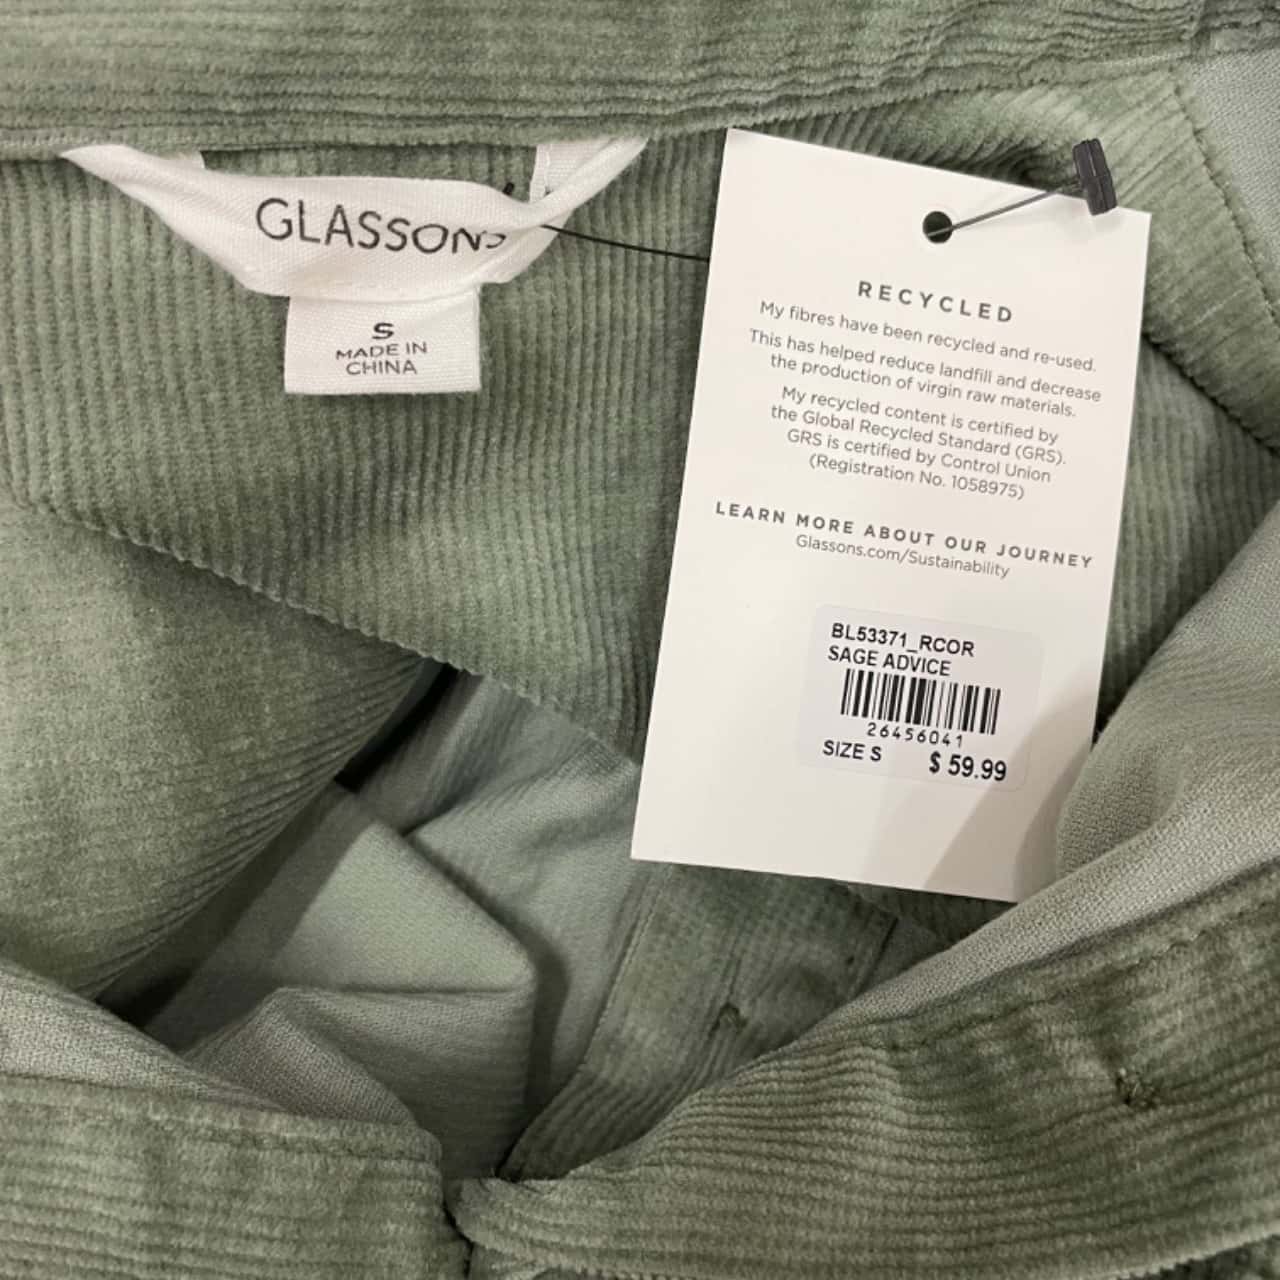 GLASSONS
S
MADE IN
CHINA
RECYCLED
My fibres have been recycled and re-used.
This has helped reduce landfill and decrease
the production of virgin raw materials.
My recycled content is certified by
the Global Recycled Standard (GRS).
GRS is certified by Control Union
(Registration No. 1058975)
LEARN MORE ABOUT OUR JOURNEY
Glassons.com/Sustainability
BL53371_RCOR
SAGE ADVICE
26456041
SIZE S $ 59.99